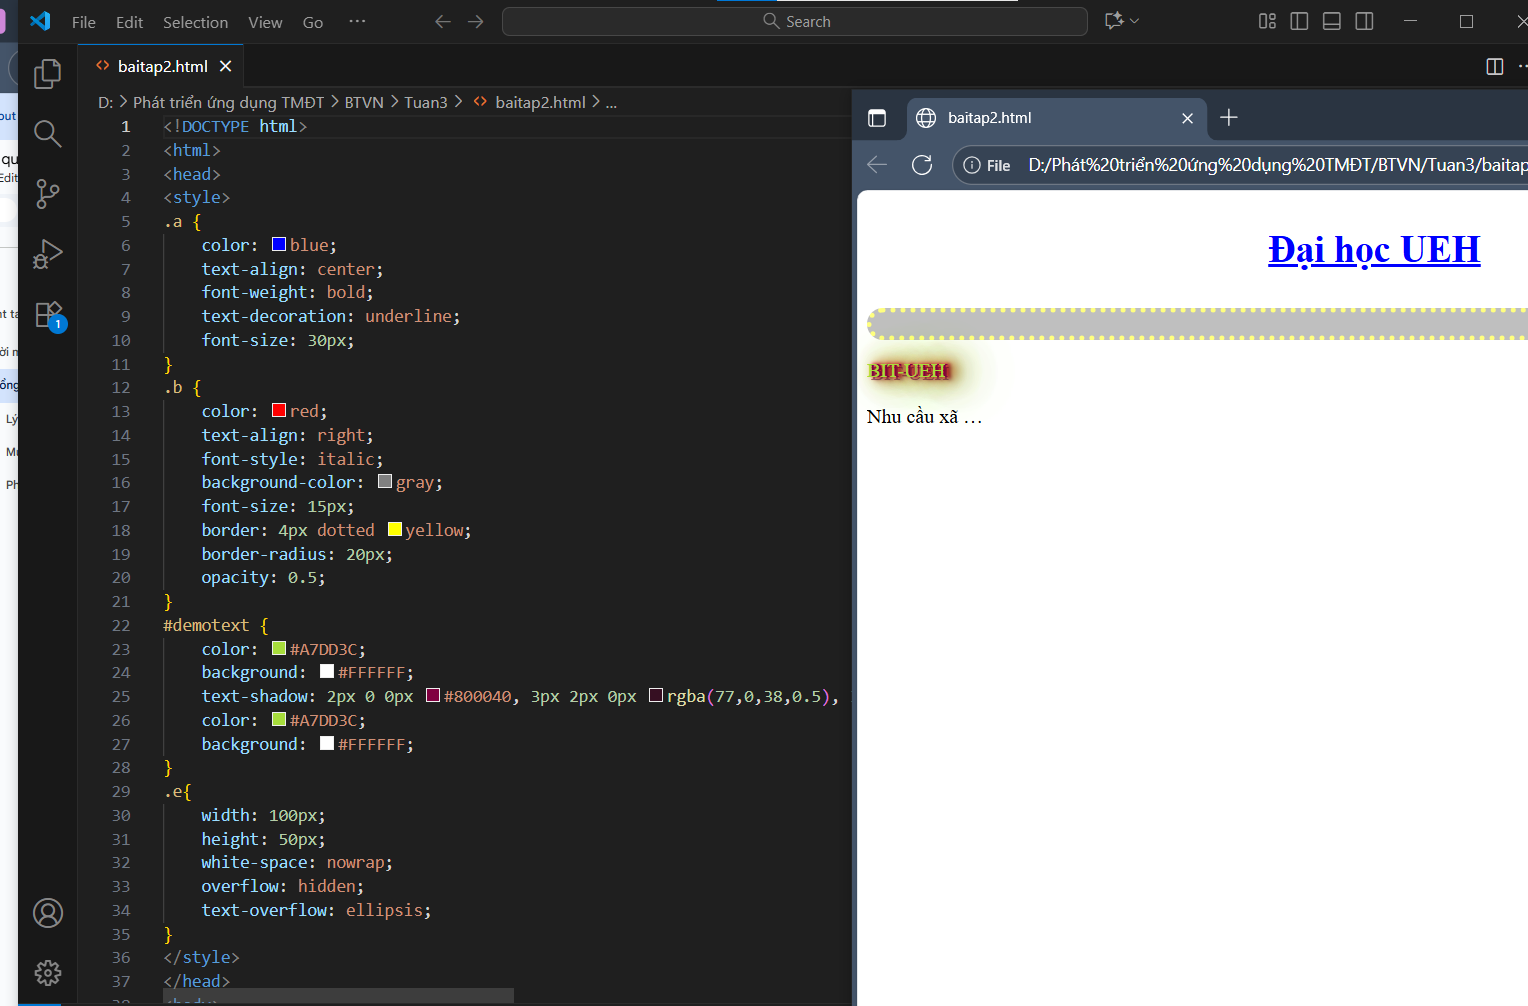 File Edit Selection View Go ··· Search
baitap2.html
D: > Phát triển ứng dụng TMĐT > BTVN > Tuan3 > baitap2.html > ...
1 <!DOCTYPE html>
2 <html>
3 <head>
4 <style>
5 .a {
6 color: blue;
7 text-align: center;
8 font-weight: bold;
9 text-decoration: underline;
10 font-size: 30px;
11 }
12 .b {
13 color: red;
14 text-align: right;
15 font-style: italic;
16 background-color: gray;
17 font-size: 15px;
18 border: 4px dotted yellow;
19 border-radius: 20px;
20 opacity: 0.5;
21 }
22 #demotext {
23 color: #A7DD3C;
24 background: #FFFFFF;
25 text-shadow: 2px 0 0px #800040, 3px 2px 0px rgba(77,0,38,0.5),
26 color: #A7DD3C;
27 background: #FFFFFF;
28 }
29 .e{
30 width: 100px;
31 height: 50px;
32 white-space: nowrap;
33 overflow: hidden;
34 text-overflow: ellipsis;
35 }
36 </style>
37 </head>
38 <body>
1
baitap2.html
File D:/Phát%20triển%20ứng%20dụng%20TMĐT/BTVN/Tuan3/baitap
Đại học UEH
BIT-UEH
Nhu cầu xã …